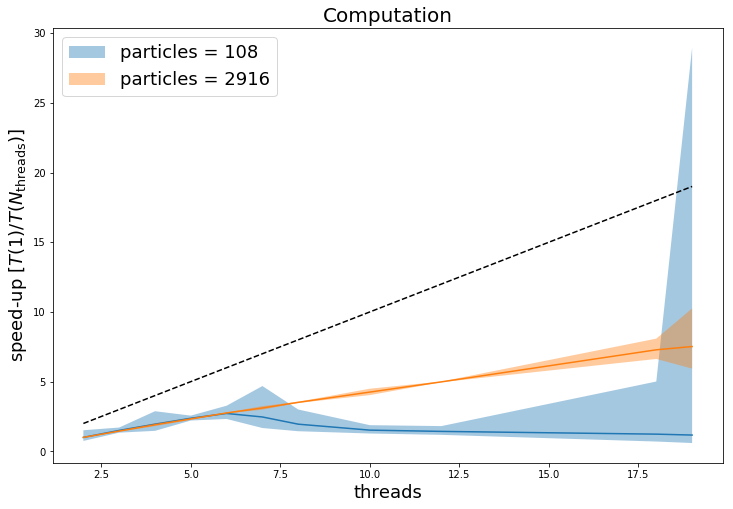 Computation
particles = 108
particles = 2916
speed-up [T(1)/T(N_threads)]
30
25
20
15
10
5
0
2.5 5.0 7.5 10.0 12.5 15.0 17.5
threads